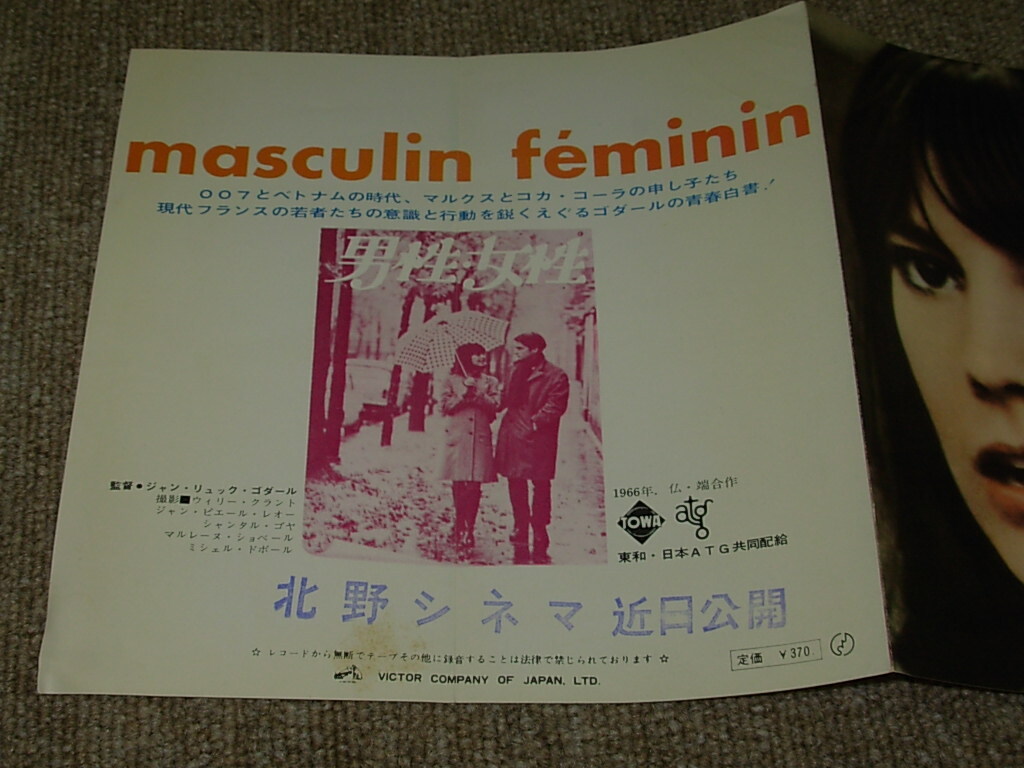 masculin féminin
007とベトナムの時代、マルクスとコカ・コーラの申し子たち
現代フランスの若者たちの意識と行動を鋭くえぐるゴダールの青春白書！
男性・女性
監督●ジャン・リュック・ゴダール
撮影■ウィリー・クラント
ジャン・ピエール・レオー
シャンタル・ゴヤ
マルレーヌ・ショベール
ミシェル・ドボール
1966年．仏・瑞合作
TOWA atg
東和・日本ATG共同配給
北野シネマ 近日公開
☆ レコードから無断でテープその他に録音することは法律で禁じられております ☆
VICTOR COMPANY OF JAPAN, LTD.
定価 ￥370.